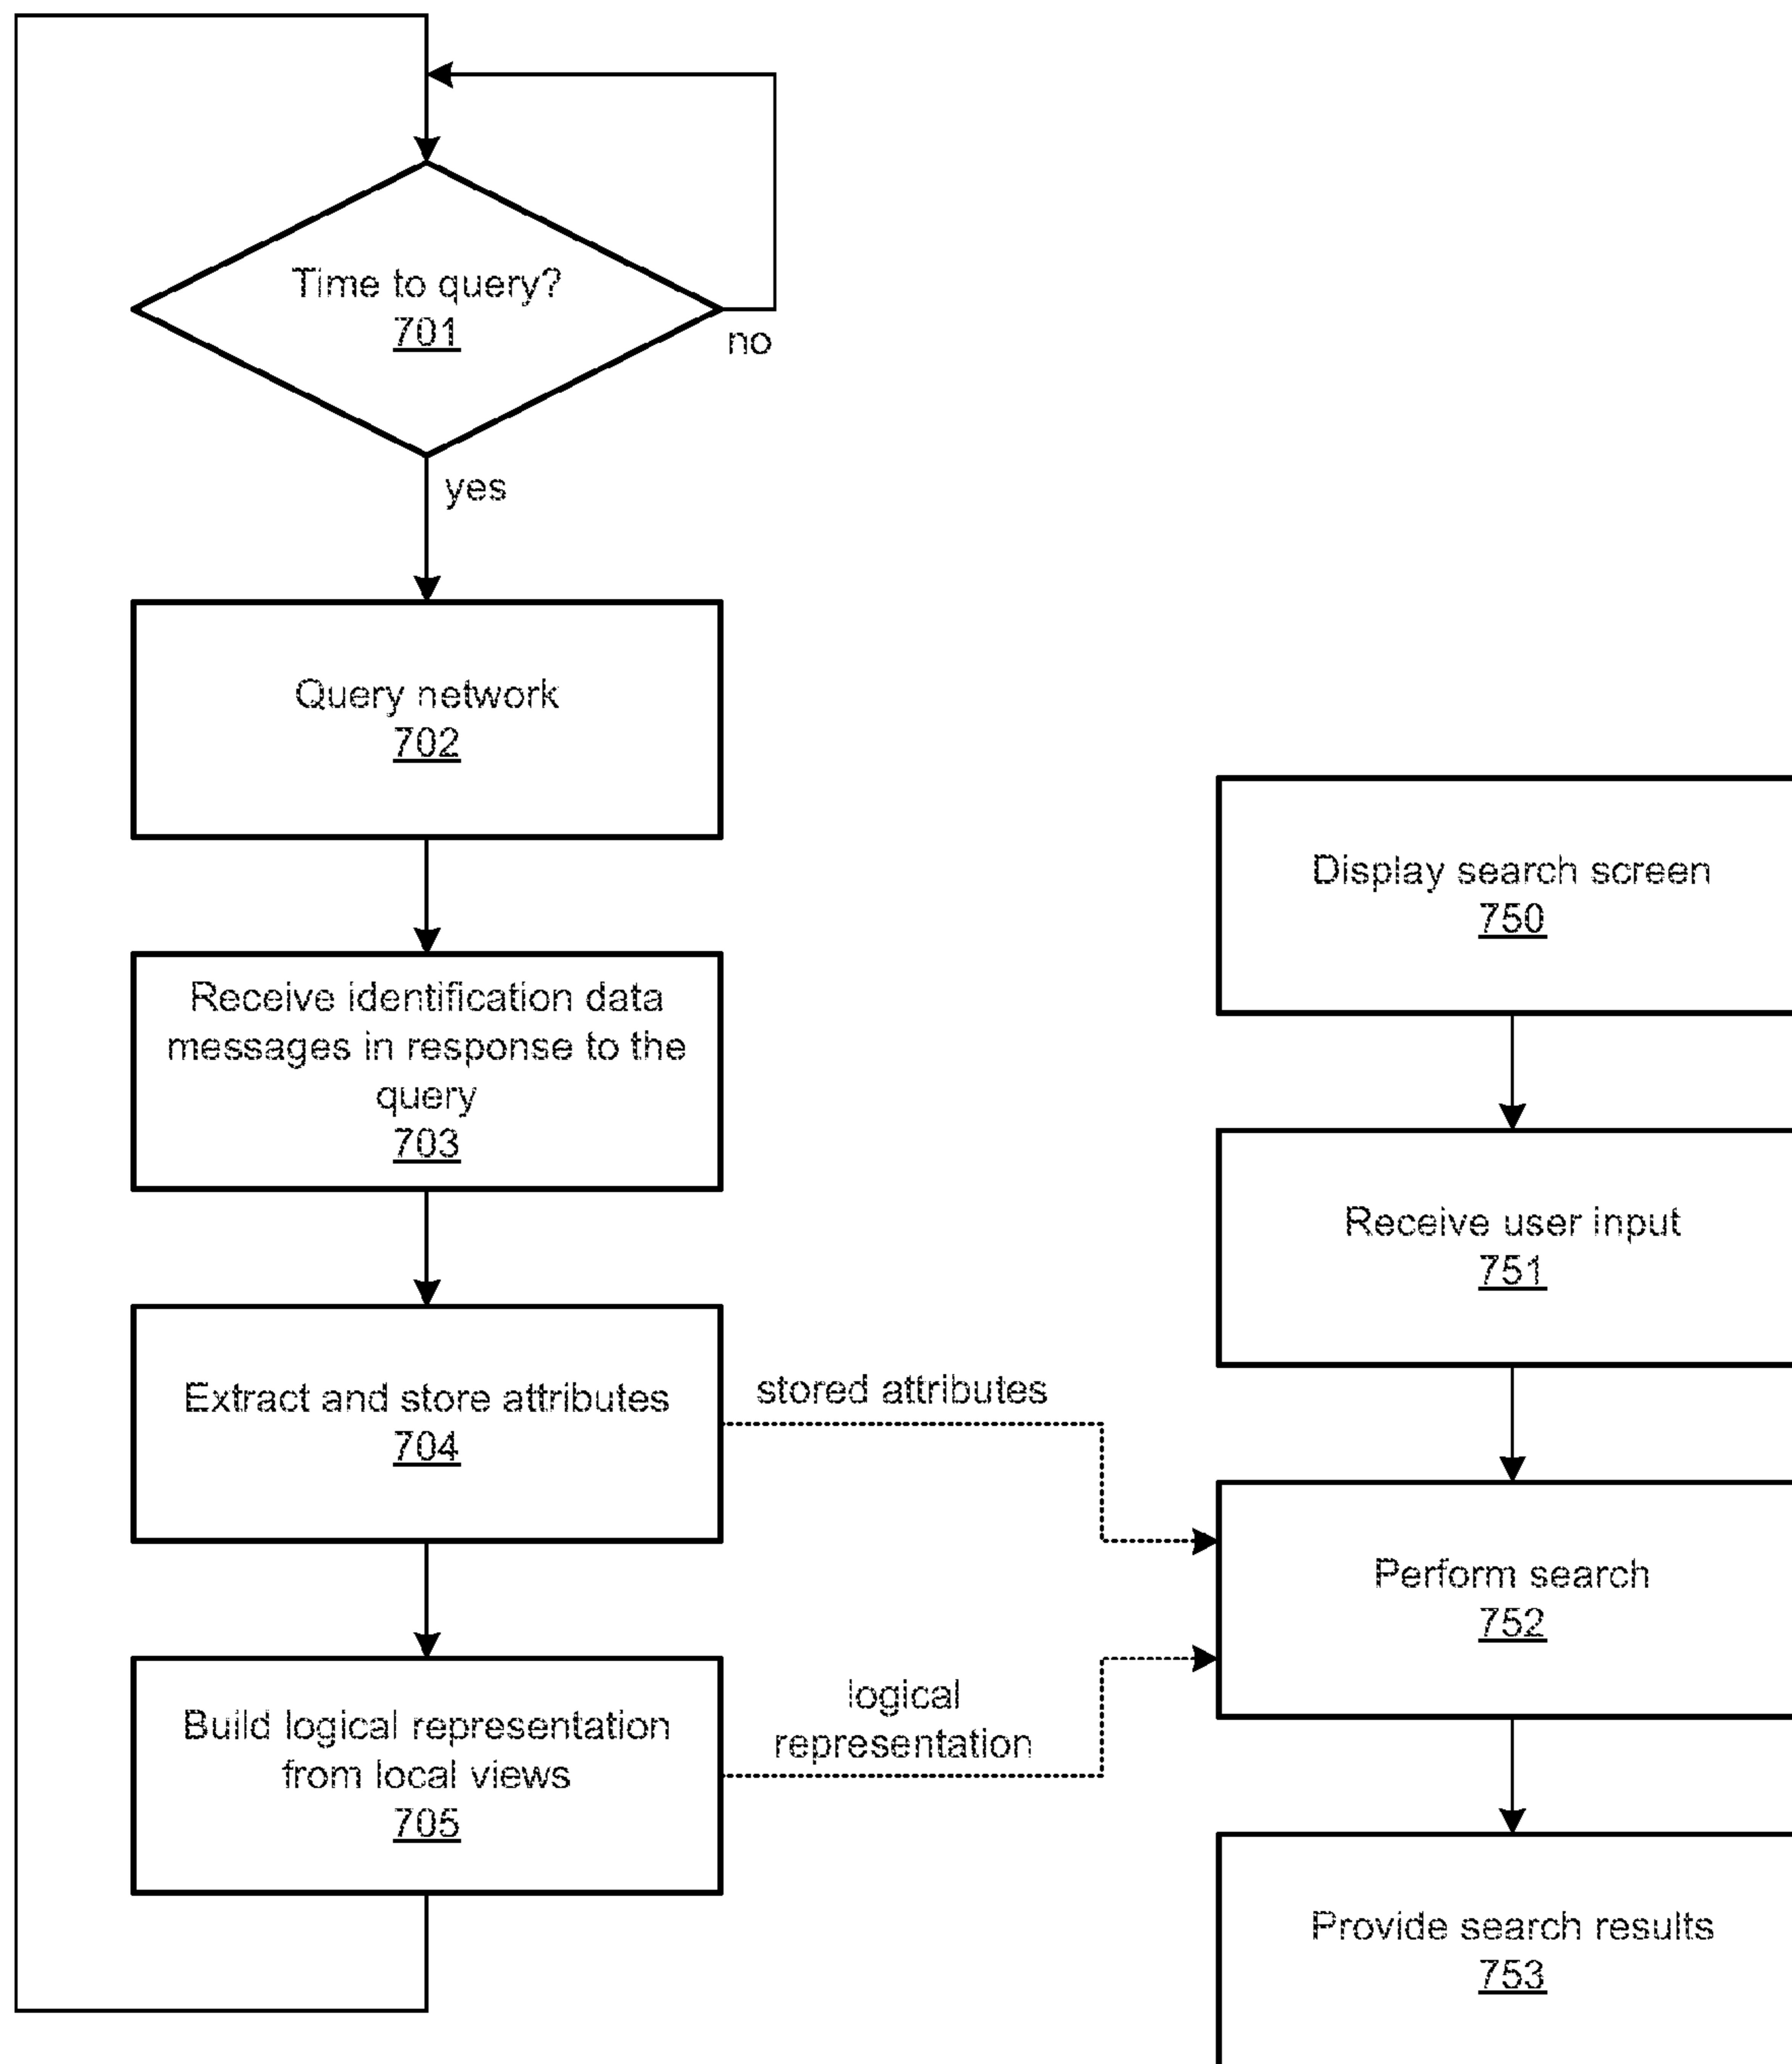 Time to query?
701
no
yes
Query network
702
Receive identification data
messages in response to the
query
703
Extract and store attributes
704
stored attributes
Build logical representation
from local views
705
logical
representation
Display search screen
750
Receive user input
751
Perform search
752
Provide search results
753